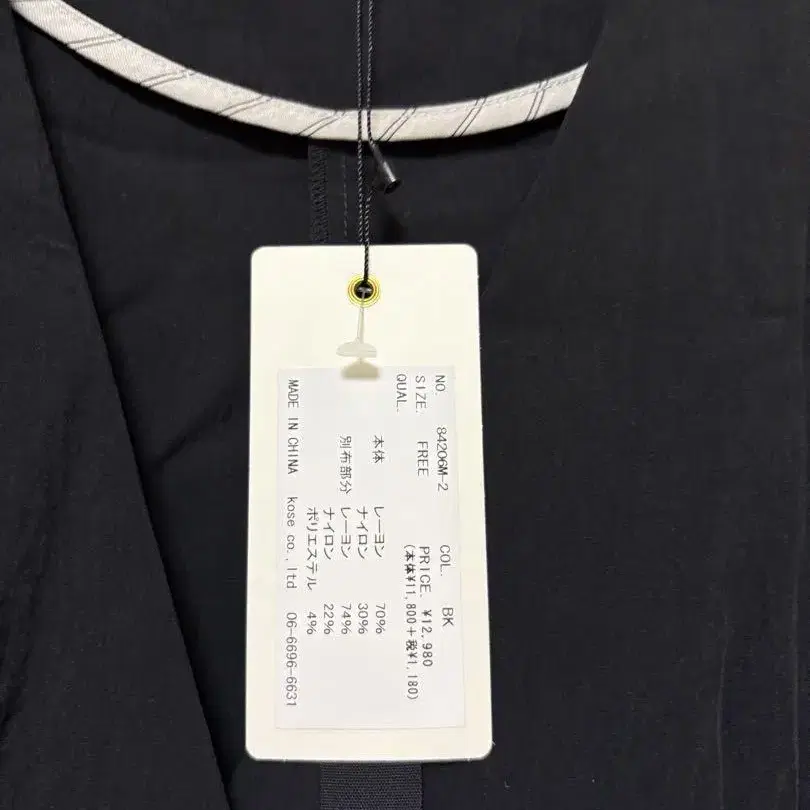 NO. 84206M-2 COL. BK
SIZE. FREE PRICE. ¥12,980
QUAL. (本体¥11,800+税¥1,180)
本体 レーヨン 70%
ナイロン 30%
別布部分 レーヨン 74%
ナイロン 22%
ポリエステル 4%
MADE IN CHINA kose co.,ltd 06-6696-6631